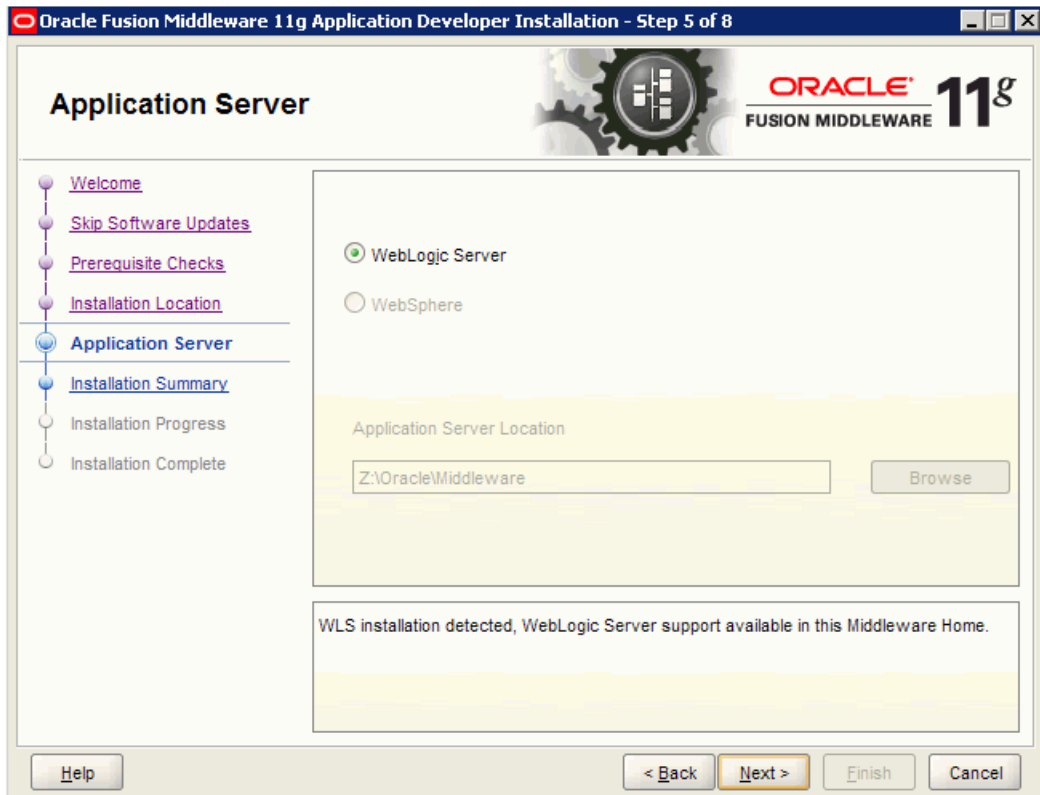 Oracle Fusion Middleware 11g Application Developer Installation - Step 5 of 8
Application Server
ORACLE
FUSION MIDDLEWARE
11g
Welcome
Skip Software Updates
Prerequisite Checks
Installation Location
Application Server
Installation Summary
Installation Progress
Installation Complete
WebLogic Server
WebSphere
Application Server Location
Z:\Oracle\Middleware
Browse
WLS installation detected, WebLogic Server support available in this Middleware Home.
Help
< Back
Next >
Finish
Cancel